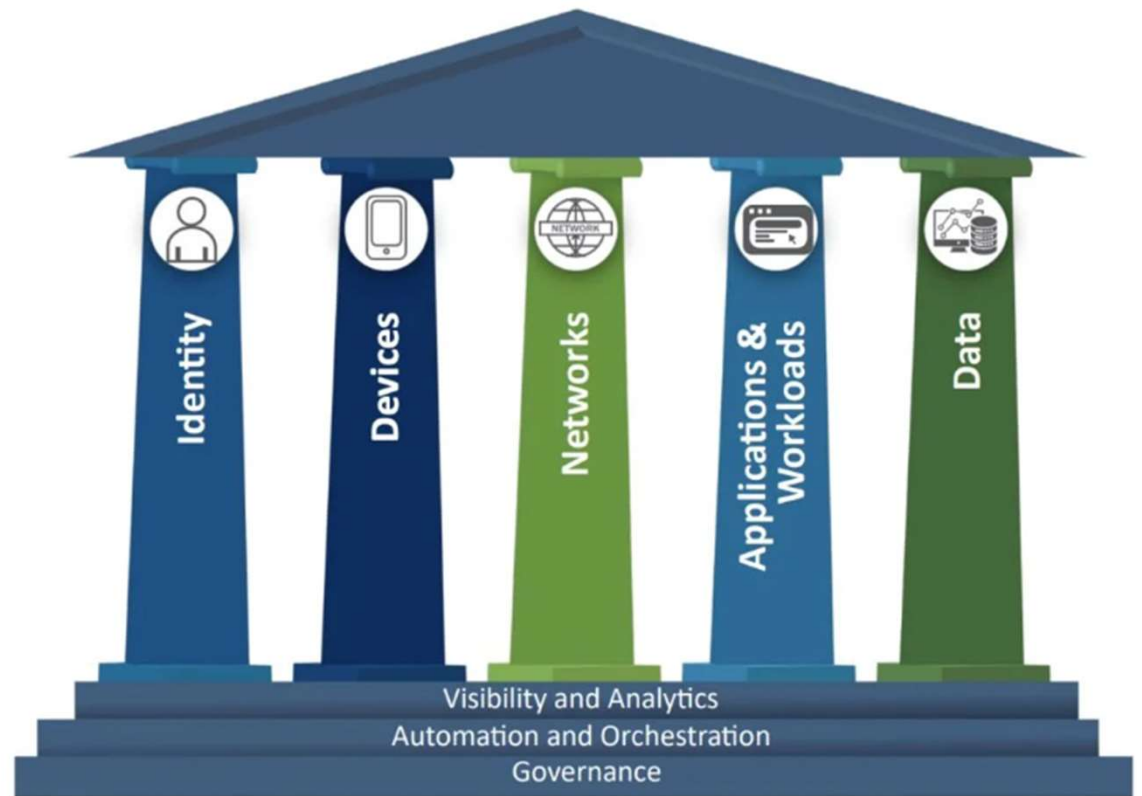 Identity
Devices
NETWORK
Networks
Applications &
Workloads
Data
Visibility and Analytics
Automation and Orchestration
Governance